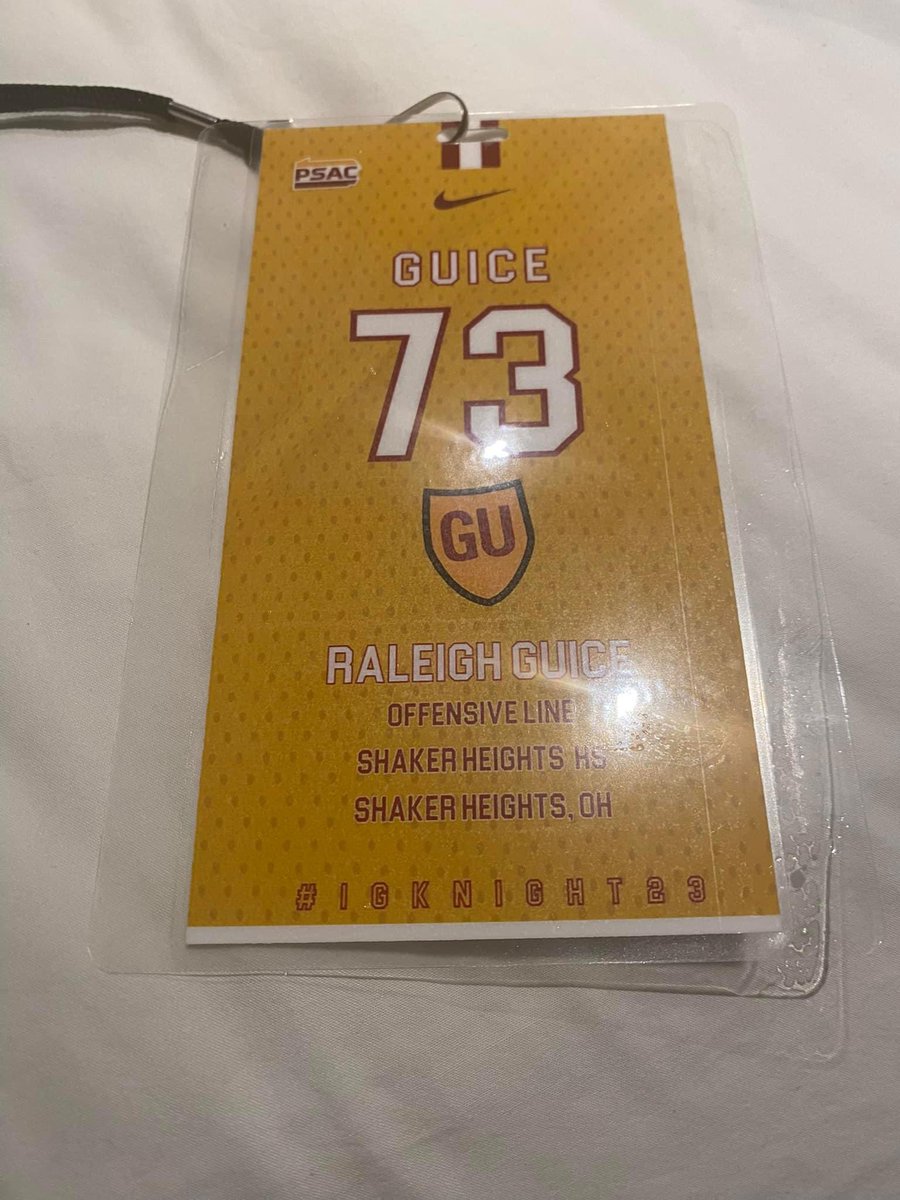 PSAC
GUICE
73
GU
RALEIGH GUICE
OFFENSIVE LINE
SHAKER HEIGHTS HS
SHAKER HEIGHTS, OH
#IGKNIGHT23